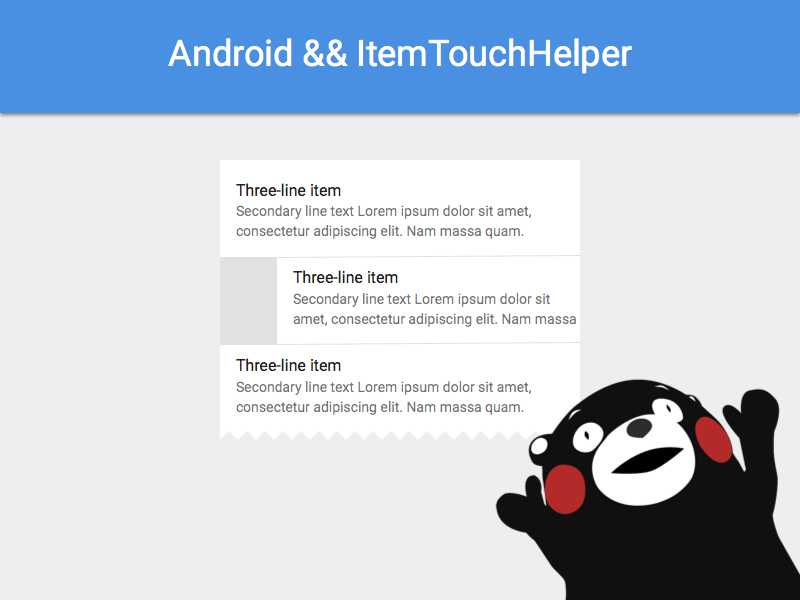 Android && ItemTouchHelper
Three-line item
Secondary line text Lorem ipsum dolor sit amet,
consectetur adipiscing elit. Nam massa quam.
Three-line item
Secondary line text Lorem ipsum dolor sit
amet, consectetur adipiscing elit. Nam massa
Three-line item
Secondary line text Lorem ipsum dolor sit amet,
consectetur adipiscing elit. Nam massa quam.